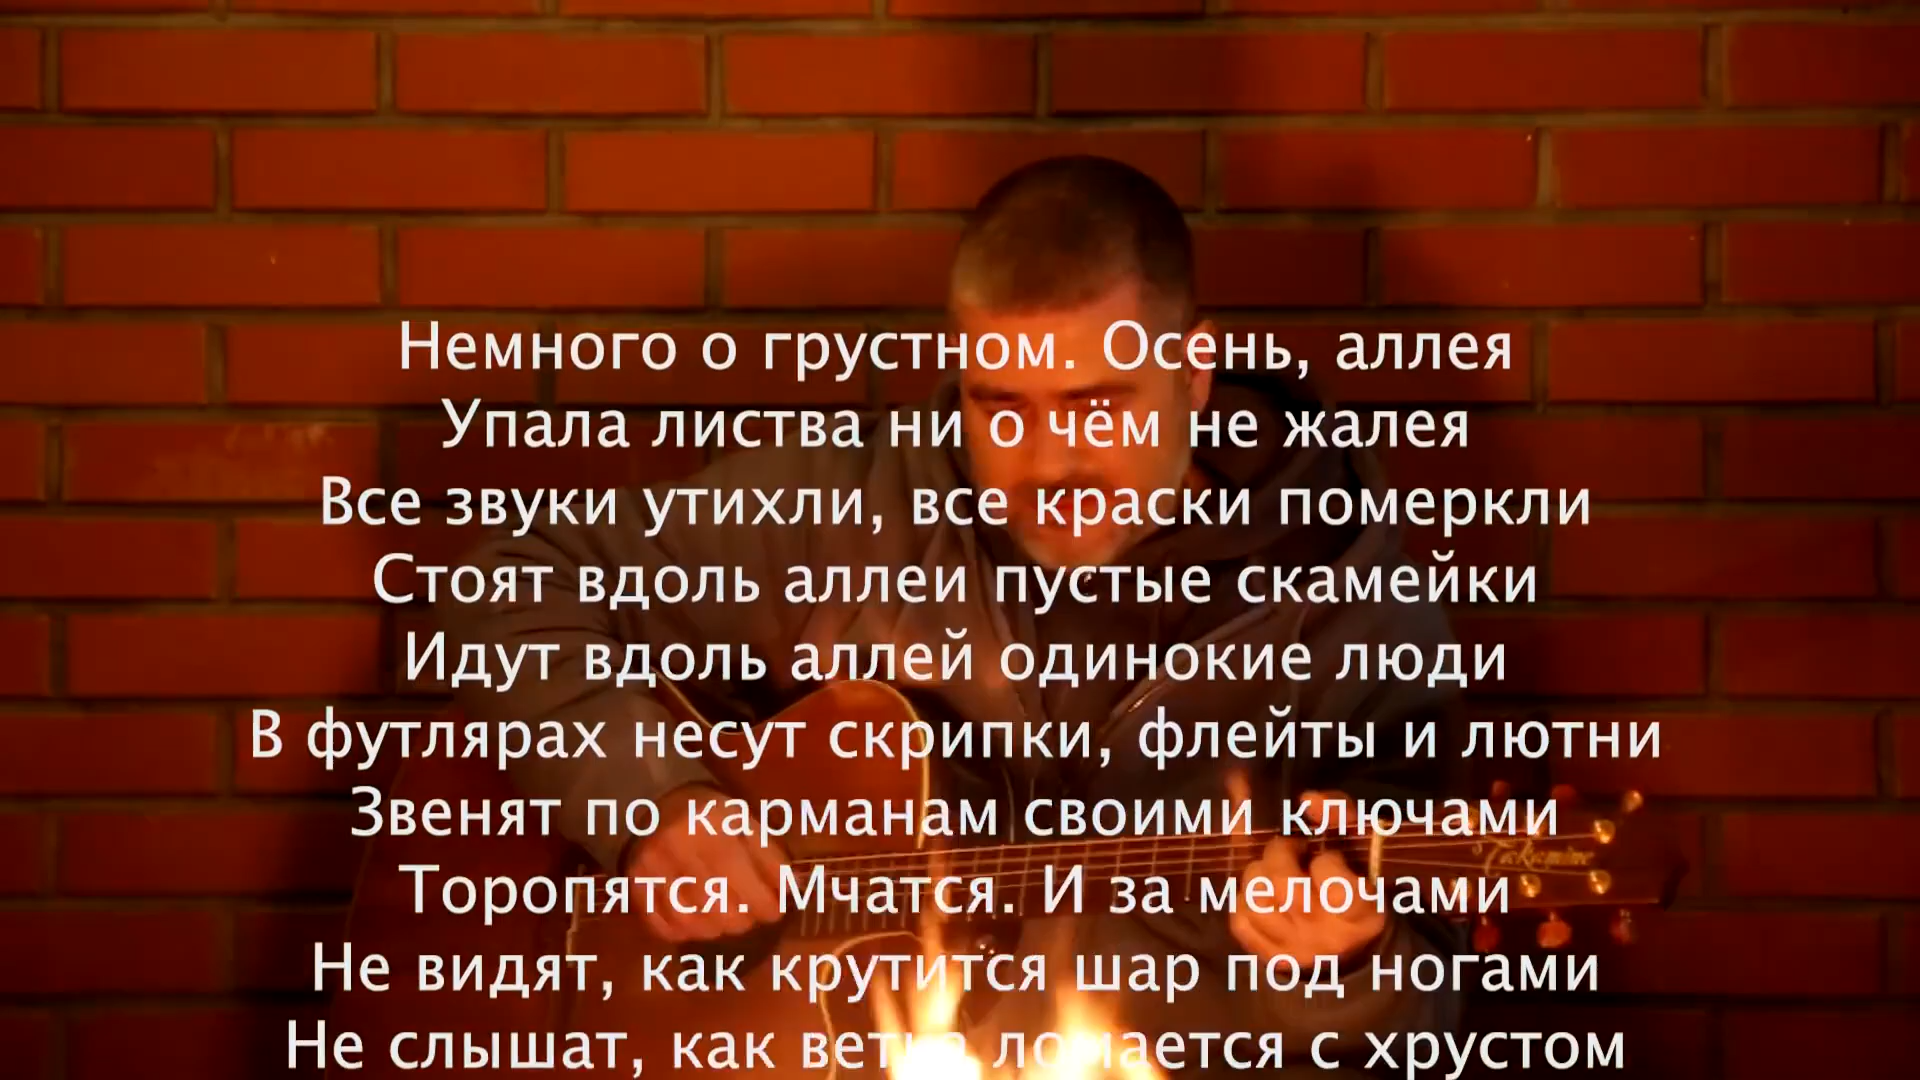 Немного о грустном. Осень, аллея
Упала листва ни о чём не жалея
Все звуки утихли, все краски померкли
Стоят вдоль аллеи пустые скамейки
Идут вдоль аллей одинокие люди
В футлярах несут скрипки, флейты и лютни
Звенят по карманам своими ключами
Торопятся. Мчатся. И за мелочами
Takamine
Не видят, как крутится шар под ногами
Не слышат, как ветка ломается с хрустом